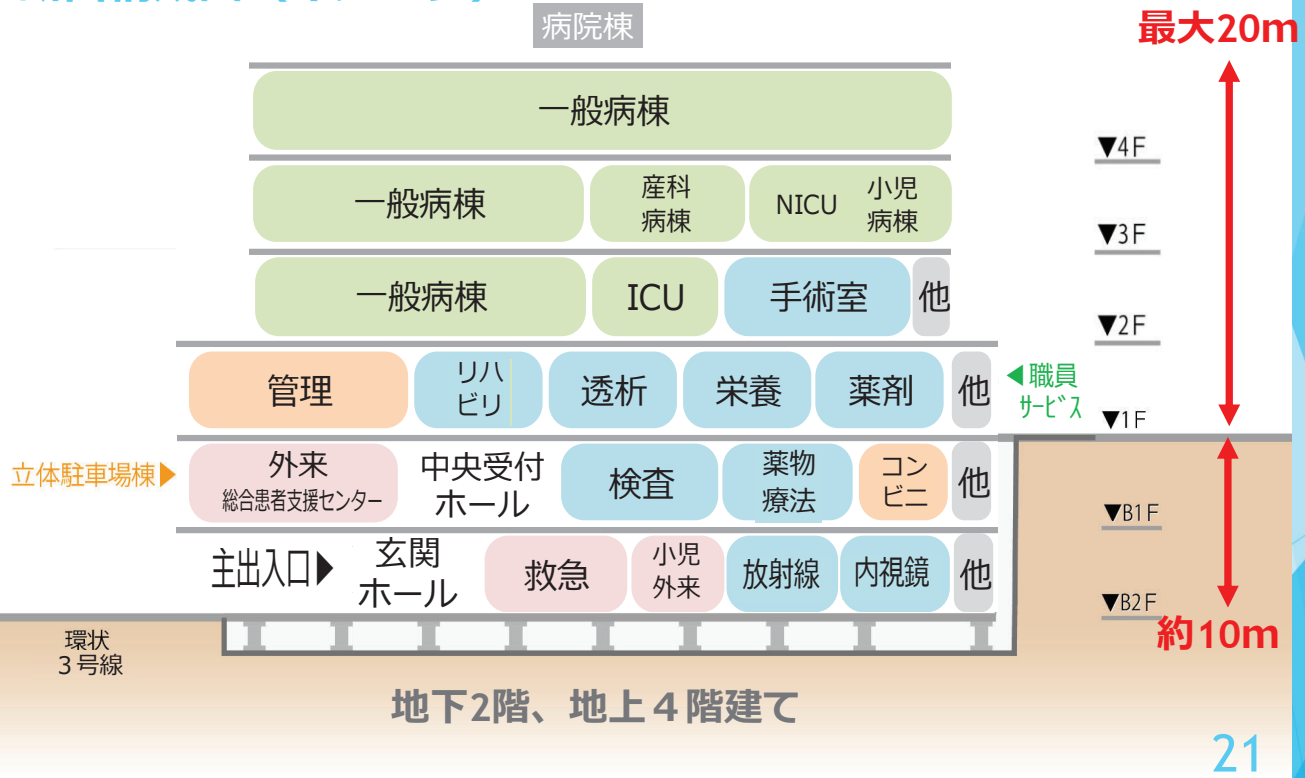 病院棟
最大20m
一般病棟
▼4F
一般病棟
産科
病棟
NICU
小児
病棟
▼3F
一般病棟
ICU
手術室
他
▼2F
管理
リハ
ビリ
透析
栄養
薬剤
他
◀職員
ｻｰﾋﾞｽ
▼1F
立体駐車場棟▶
外来
総合患者支援センター
中央受付
ホール
検査
薬物
療法
コン
ビニ
他
▼B1F
主出入口▶
玄関
ホール
救急
小児
外来
放射線
内視鏡
他
▼B2F
約10m
環状
３号線
地下2階、地上４階建て
21